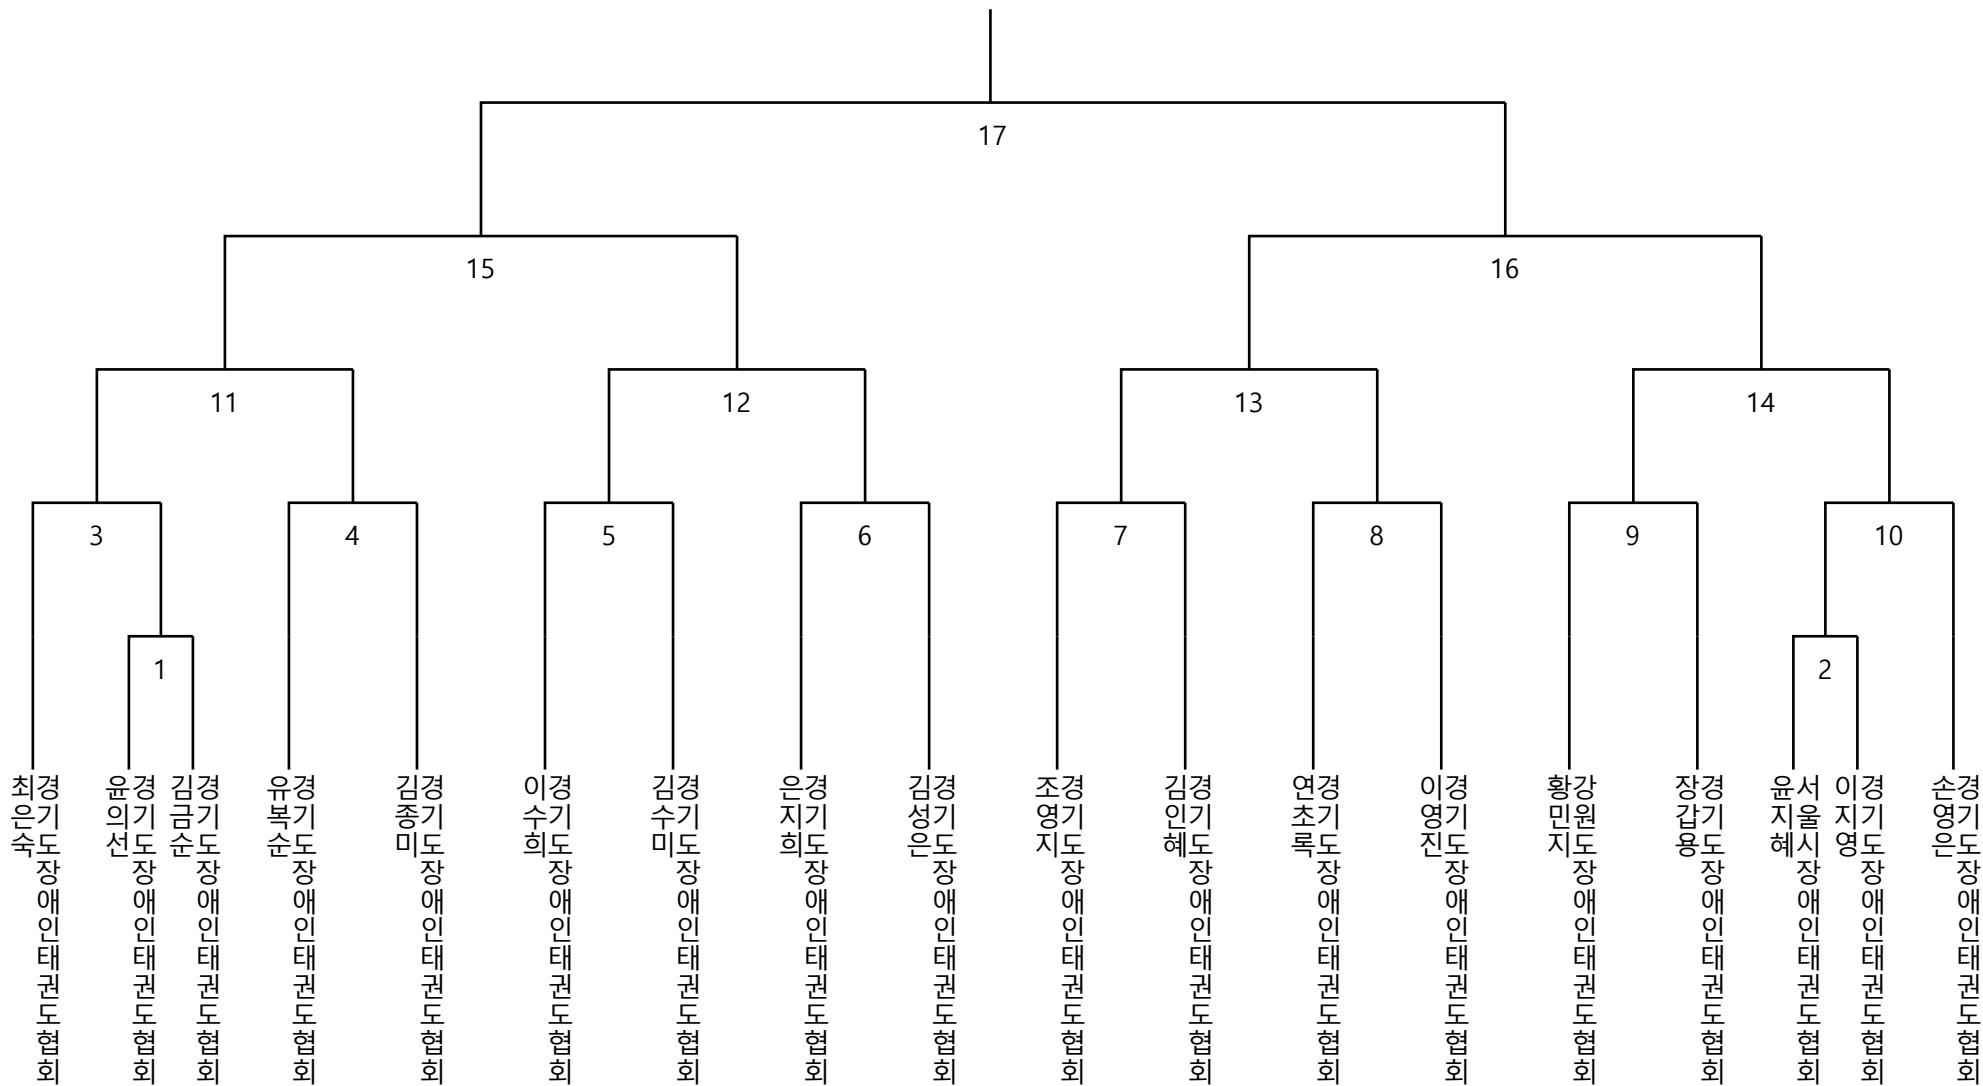 17
15
16
11
12
13
14
3
4
5
6
7
8
9
10
1
2
최은숙
경기도장애인태권도협회
윤의선
경기도장애인태권도협회
김금순
경기도장애인태권도협회
유복순
경기도장애인태권도협회
김종미
경기도장애인태권도협회
이수희
경기도장애인태권도협회
김수미
경기도장애인태권도협회
은지희
경기도장애인태권도협회
김성은
경기도장애인태권도협회
조영지
경기도장애인태권도협회
김인혜
경기도장애인태권도협회
연초록
경기도장애인태권도협회
이영진
경기도장애인태권도협회
황민지
강원도장애인태권도협회
장갑용
경기도장애인태권도협회
윤지혜
서울시장애인태권도협회
이지영
경기도장애인태권도협회
손영은
경기도장애인태권도협회